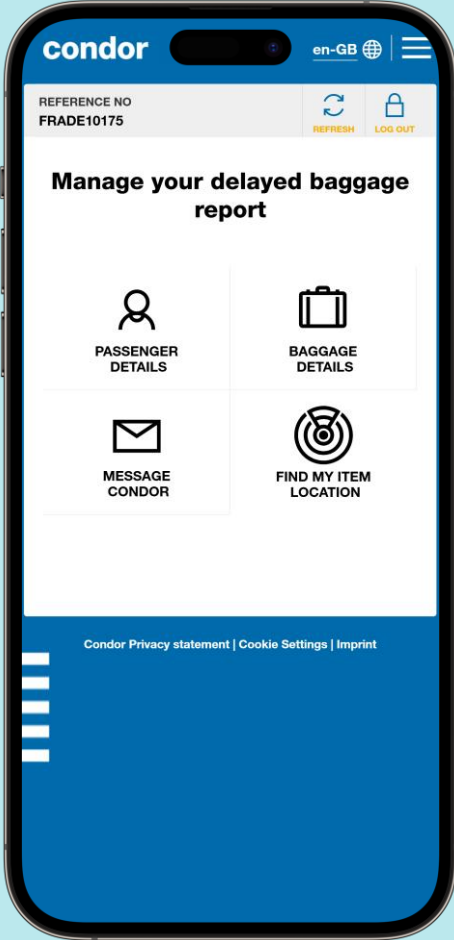 condor
en-GB
REFERENCE NO
FRADE10175
REFRESH
LOG OUT
Manage your delayed baggage
report
PASSENGER
DETAILS
BAGGAGE
DETAILS
MESSAGE
CONDOR
FIND MY ITEM
LOCATION
Condor Privacy statement | Cookie Settings | Imprint